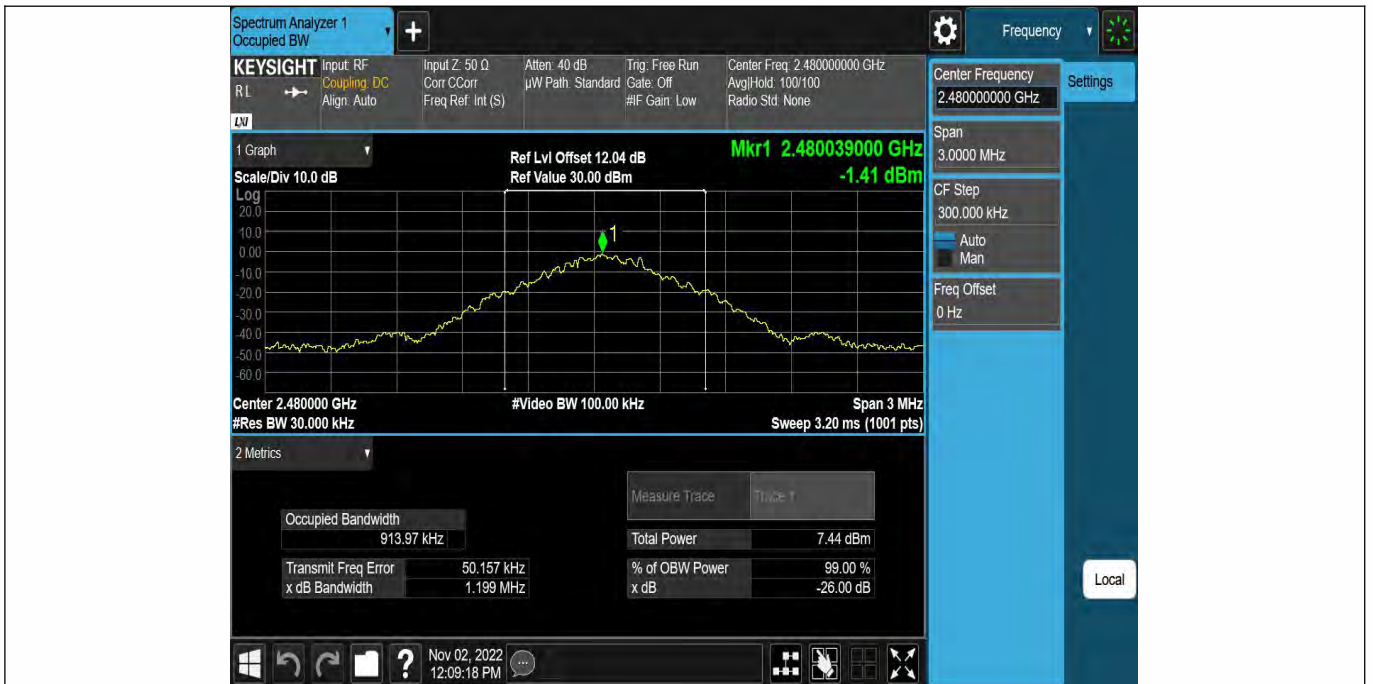 Spectrum Analyzer 1
Occupied BW
+
Frequency
KEYSIGHT
Input: RF
Coupling: DC
Align: Auto
Input Z: 50 Ω
Corr CCorr
Freq Ref: Int (S)
Atten: 40 dB
µW Path: Standard
Trig: Free Run
Gate: Off
#IF Gain: Low
Center Freq: 2.480000000 GHz
Avg|Hold: 100/100
Radio Std: None
RL
LXI
Center Frequency
2.480000000 GHz
Settings
Span
3.0000 MHz
CF Step
300.000 kHz
Auto
Man
Freq Offset
0 Hz
Local
1 Graph
Scale/Div 10.0 dB
Ref Lvl Offset 12.04 dB
Ref Value 30.00 dBm
Mkr1 2.480039000 GHz
-1.41 dBm
Log
20.0
10.0
0.00
-10.0
-20.0
-30.0
-40.0
-50.0
-60.0
1
Center 2.480000 GHz
#Video BW 100.00 kHz
Span 3 MHz
#Res BW 30.000 kHz
Sweep 3.20 ms (1001 pts)
2 Metrics
Measure Trace
Trace 1
Occupied Bandwidth
913.97 kHz
Total Power
7.44 dBm
Transmit Freq Error
50.157 kHz
% of OBW Power
99.00 %
x dB Bandwidth
1.199 MHz
x dB
-26.00 dB
?
Nov 02, 2022
12:09:18 PM